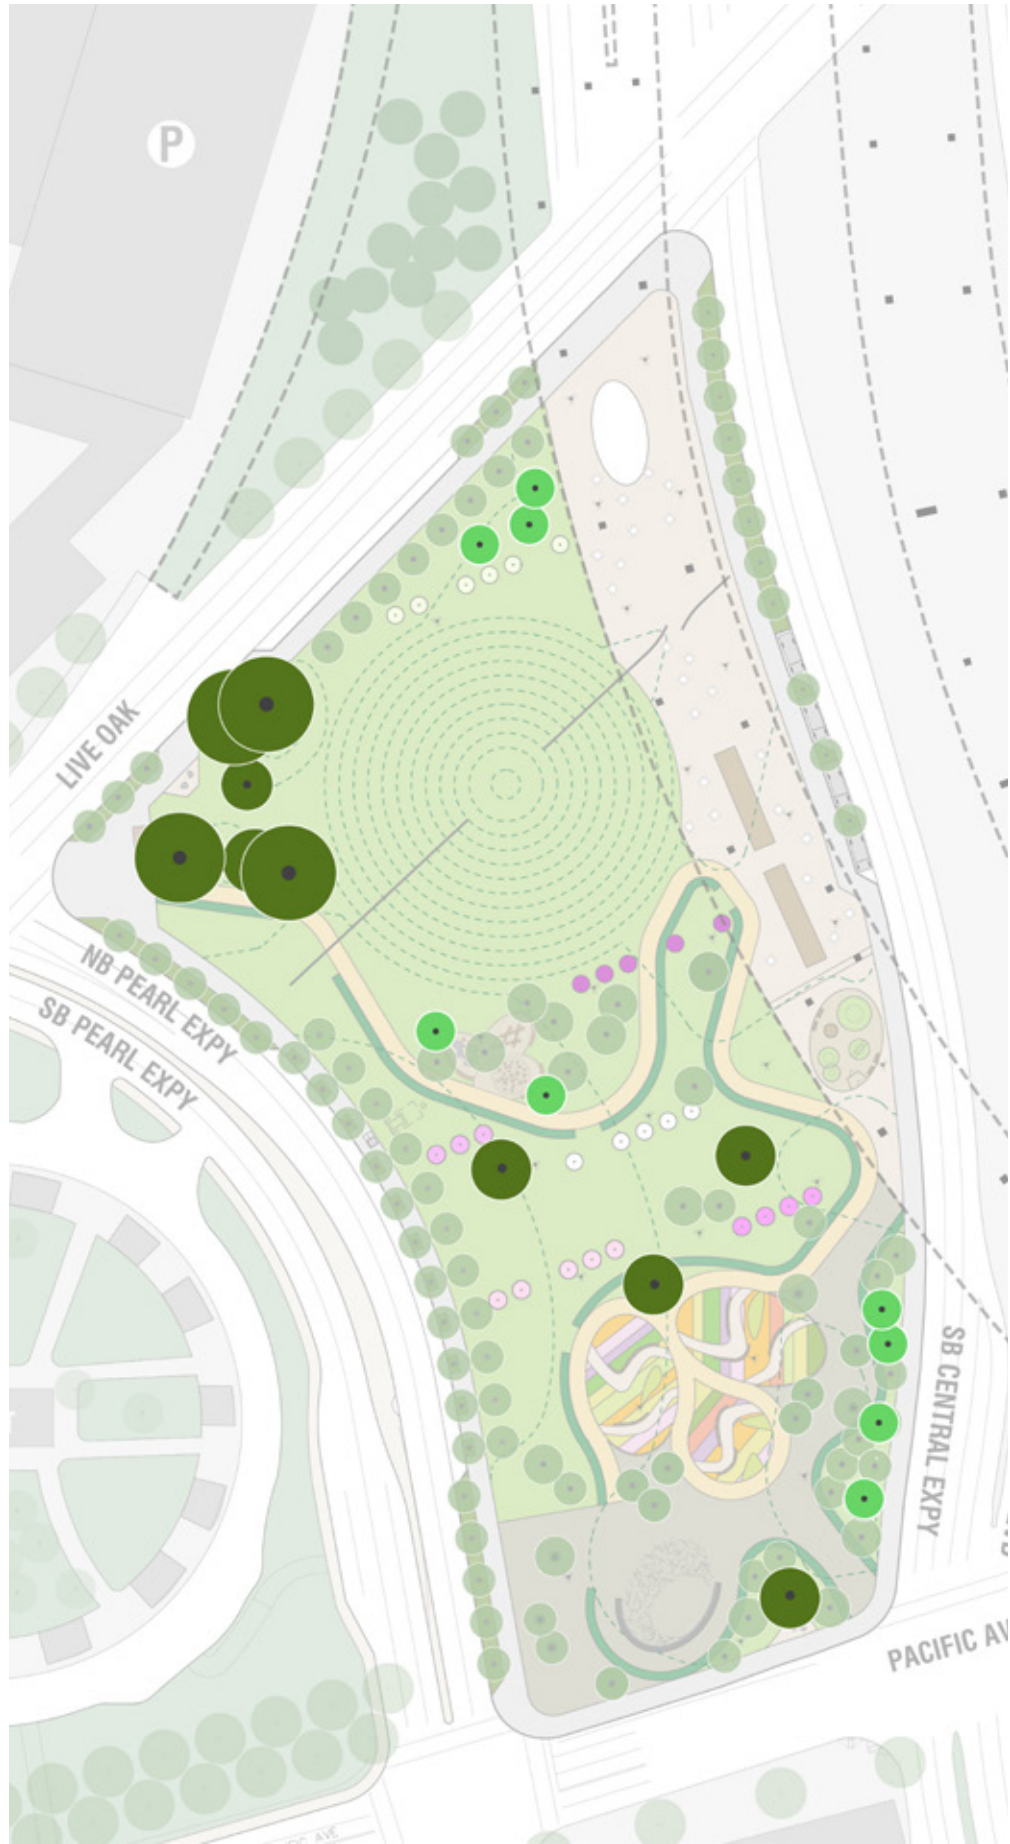 P
LIVE OAK
NB PEARL EXPY
SB PEARL EXPY
SB CENTRAL EXPY
PACIFIC AV